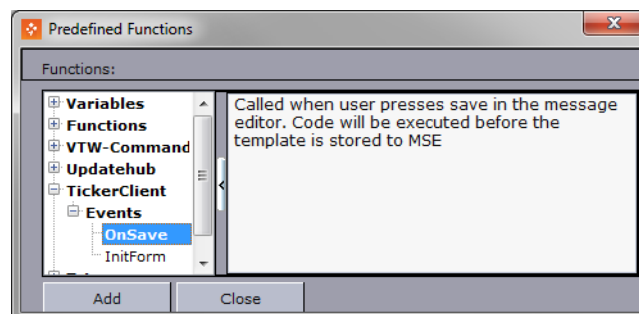 Predefined Functions
Functions:
Variables
Functions
VTW-Command
Updatehub
TickerClient
Events
OnSave
InitForm
Called when user presses save in the message
editor. Code will be executed before the
template is stored to MSE
Add
Close